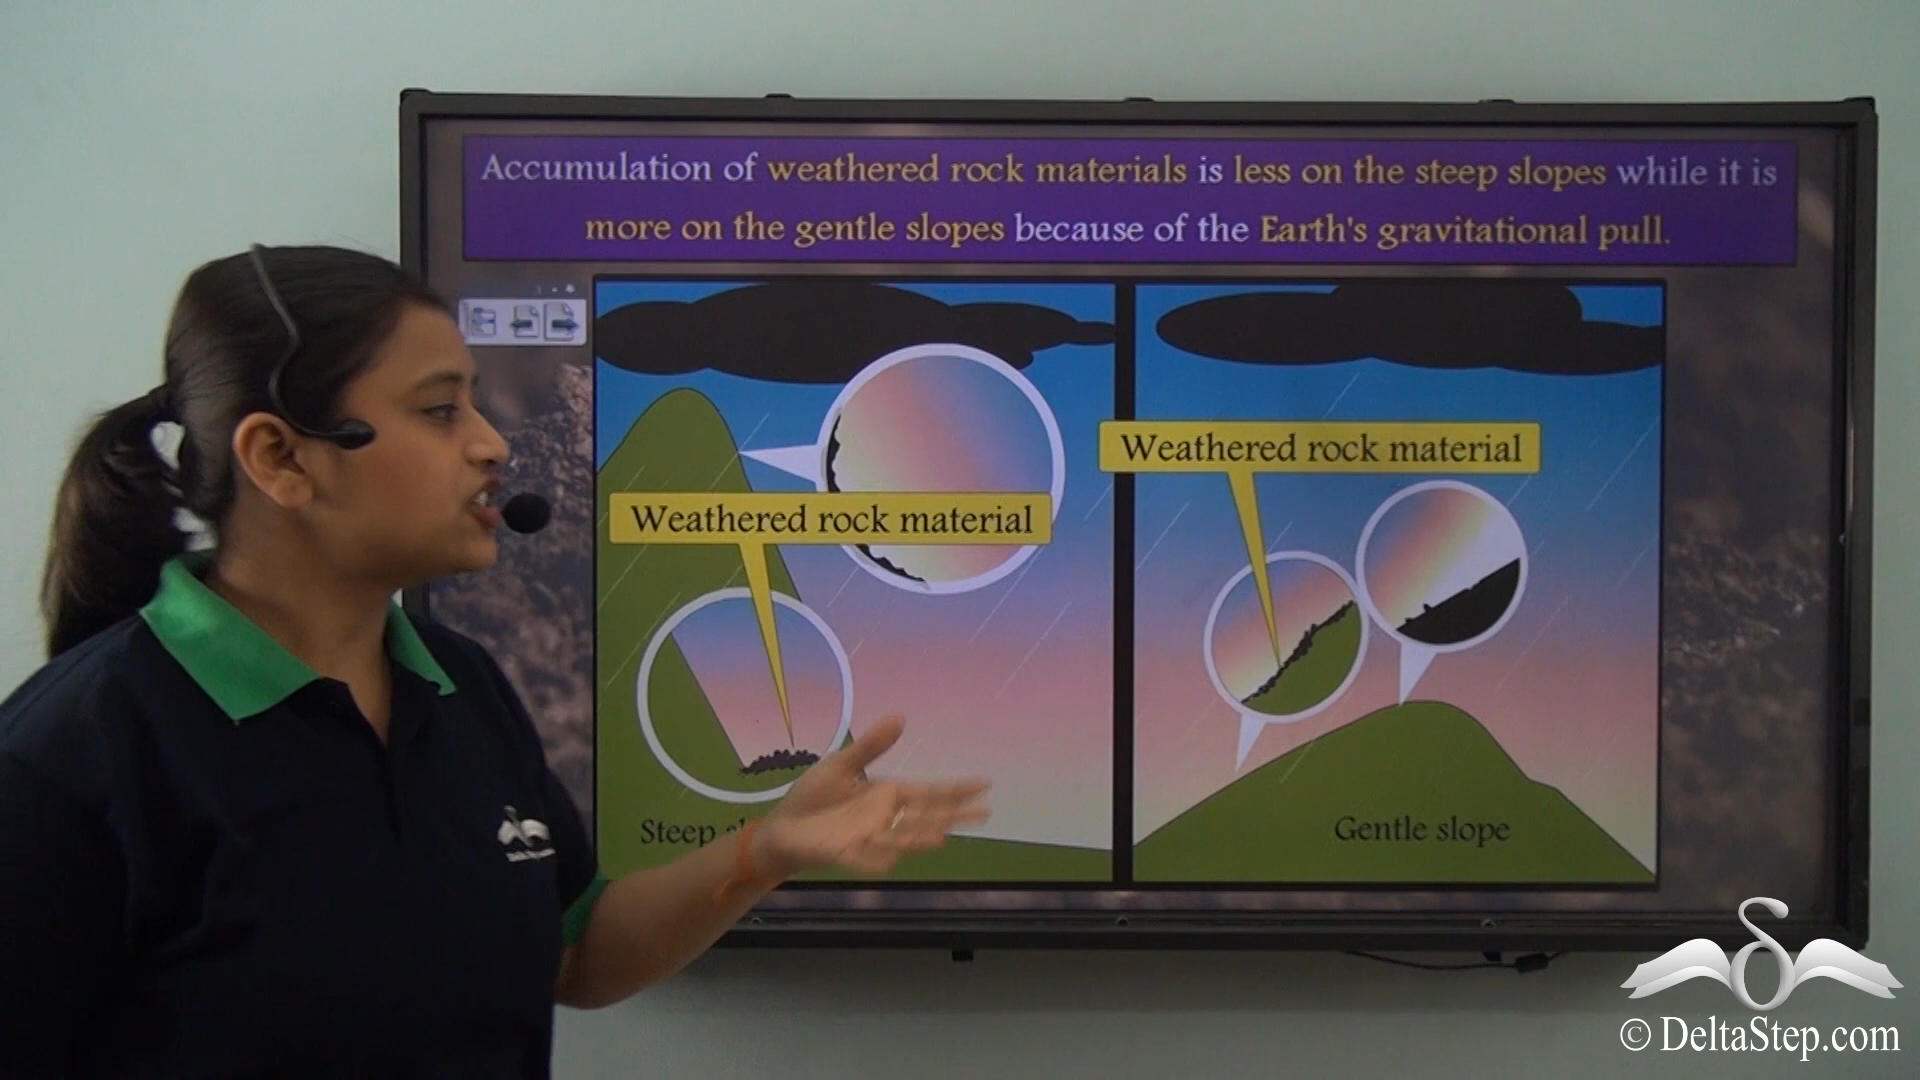 Accumulation of weathered rock materials is less on the steep slopes while it is
more on the gentle slopes because of the Earth's gravitational pull.
Weathered rock material
Weathered rock material
Steep
Gentle slope
© DeltaStep.com